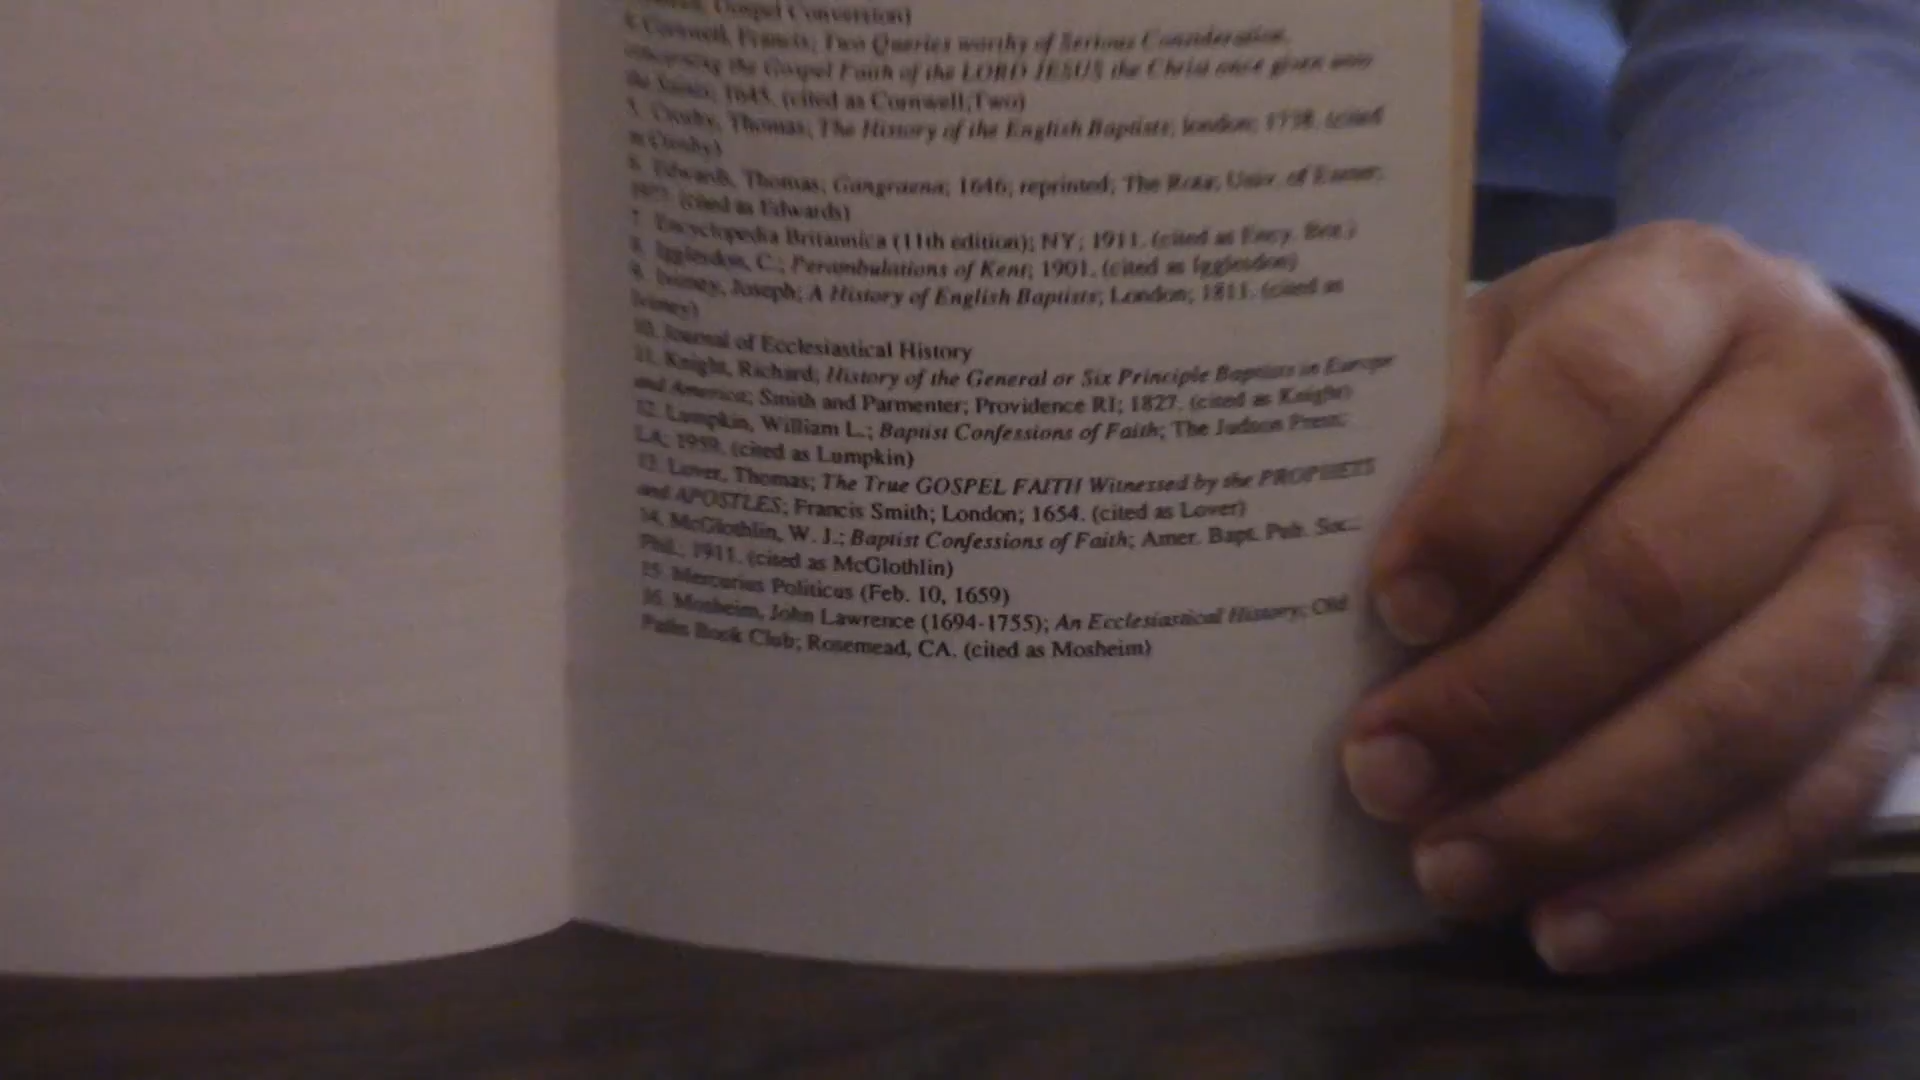 Gospel Conversion)
4. Cornwell, Francis; Two Queries worthy of Serious Consideration,
concerning the Gospel Faith of the LORD JESUS the Christ once given unto
the Saints; 1645. (cited as Cornwell,Two)
5. Crosby, Thomas; The History of the English Baptists; london; 1738. (cited
as Crosby)
6. Edwards, Thomas; Gangraena; 1646; reprinted; The Rota; Univ. of Exeter;
1977. (cited as Edwards)
7. Encyclopedia Britannica (11th edition); NY; 1911. (cited as Ency. Brit.)
8. Igglesdon, C.; Perambulations of Kent; 1901. (cited as Igglesdon)
9. Ivimey, Joseph; A History of English Baptists; London; 1811. (cited as
Ivimey)
10. Journal of Ecclesiastical History
11. Knight, Richard; History of the General or Six Principle Baptists in Europe
and America; Smith and Parmenter; Providence RI; 1827. (cited as Knight)
12. Lumpkin, William L.; Baptist Confessions of Faith; The Judson Press;
1959. (cited as Lumpkin)
13. Lover, Thomas; The True GOSPEL FAITH Witnessed by the PROPHETS
and APOSTLES; Francis Smith; London; 1654. (cited as Lover)
14. McGlothlin, W. J.; Baptist Confessions of Faith; Amer. Bapt. Pub. Soc.;
Phil., 1911. (cited as McGlothlin)
15. Mercurius Politicus (Feb. 10, 1659)
16. Mosheim, John Lawrence (1694-1755); An Ecclesiastical History; Old
Paths Book Club; Rosemead, CA. (cited as Mosheim)